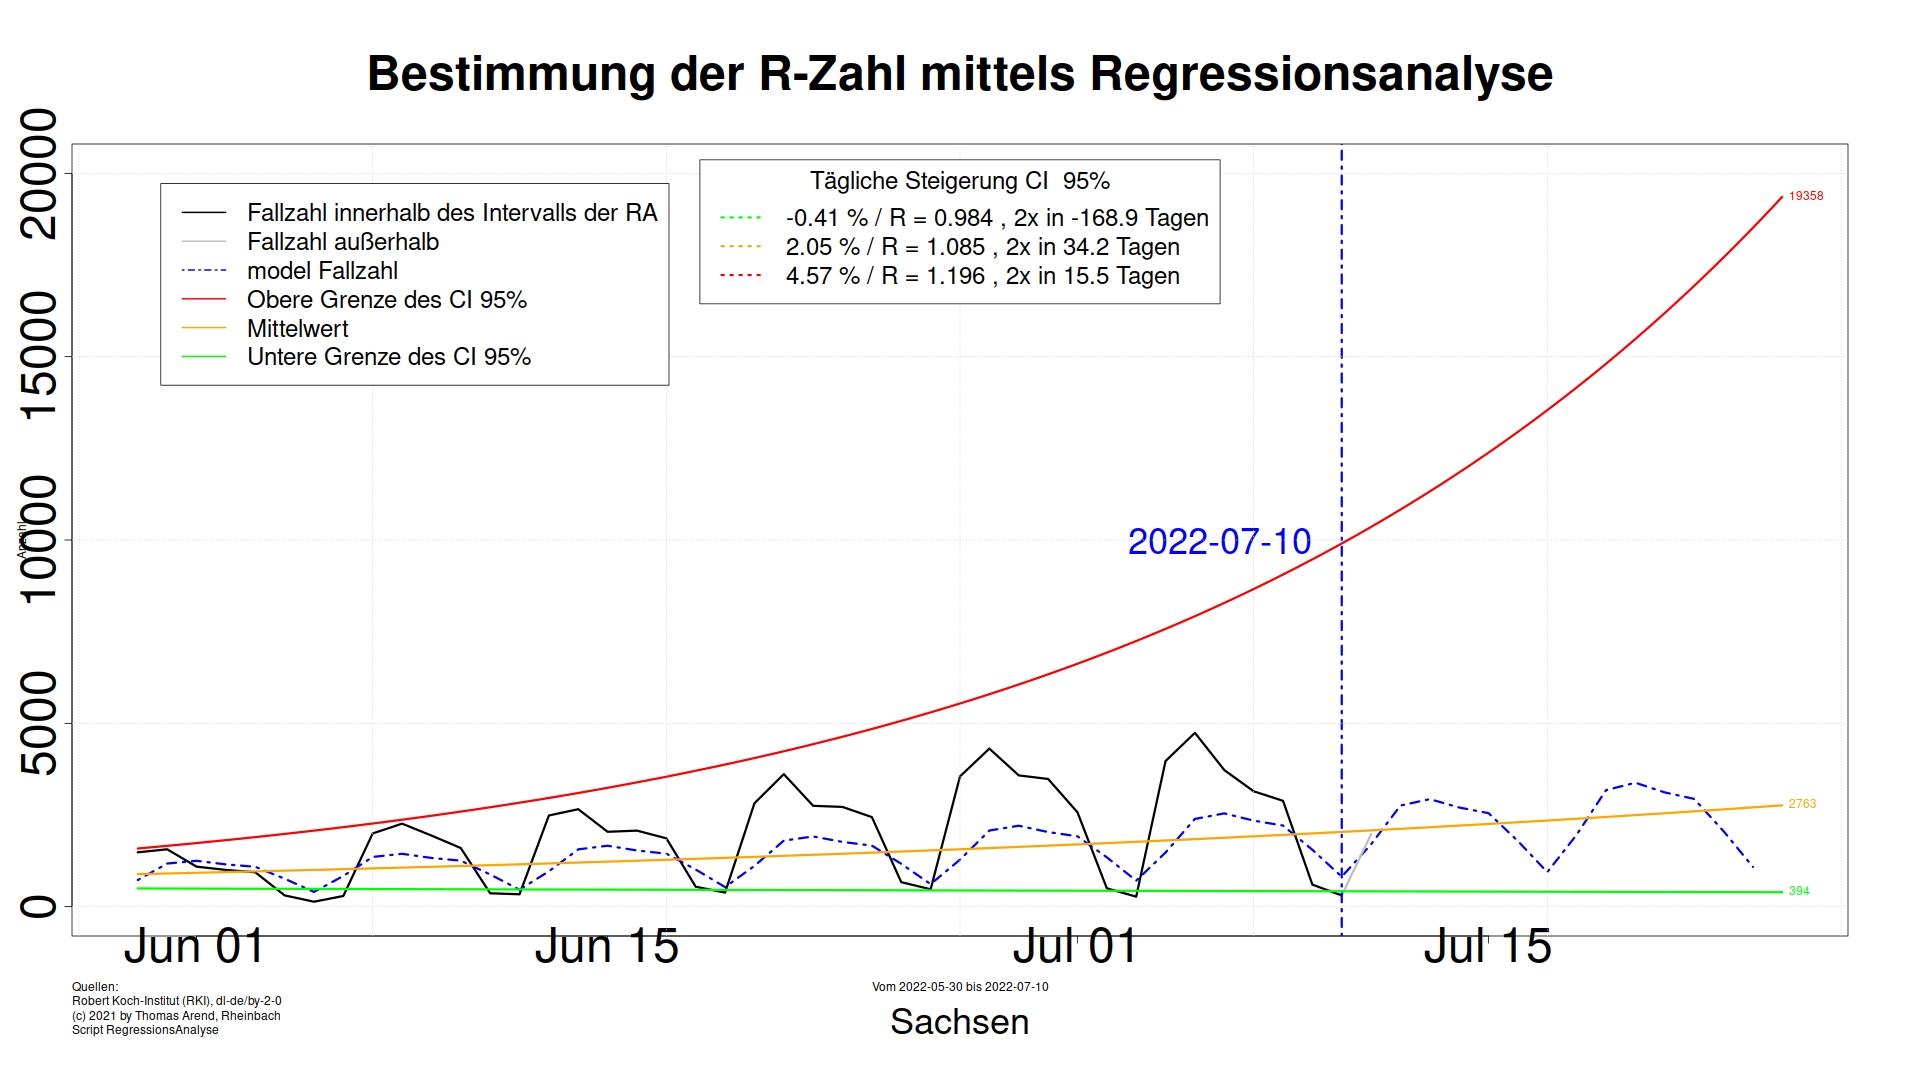 Bestimmung der R-Zahl mittels Regressionsanalyse
Anzahl
20000
15000
10000
5000
0
Fallzahl innerhalb des Intervalls der RA
Fallzahl außerhalb
model Fallzahl
Obere Grenze des CI 95%
Mittelwert
Untere Grenze des CI 95%
Tägliche Steigerung CI 95%
-0.41 % / R = 0.984 , 2x in -168.9 Tagen
2.05 % / R = 1.085 , 2x in 34.2 Tagen
4.57 % / R = 1.196 , 2x in 15.5 Tagen
19358
2022-07-10
2763
394
Jun 01 Jun 15 Jul 01 Jul 15
Quellen:
Robert Koch-Institut (RKI), dl-de/by-2-0
(c) 2021 by Thomas Arend, Rheinbach
Script RegressionsAnalyse
Vom 2022-05-30 bis 2022-07-10
Sachsen